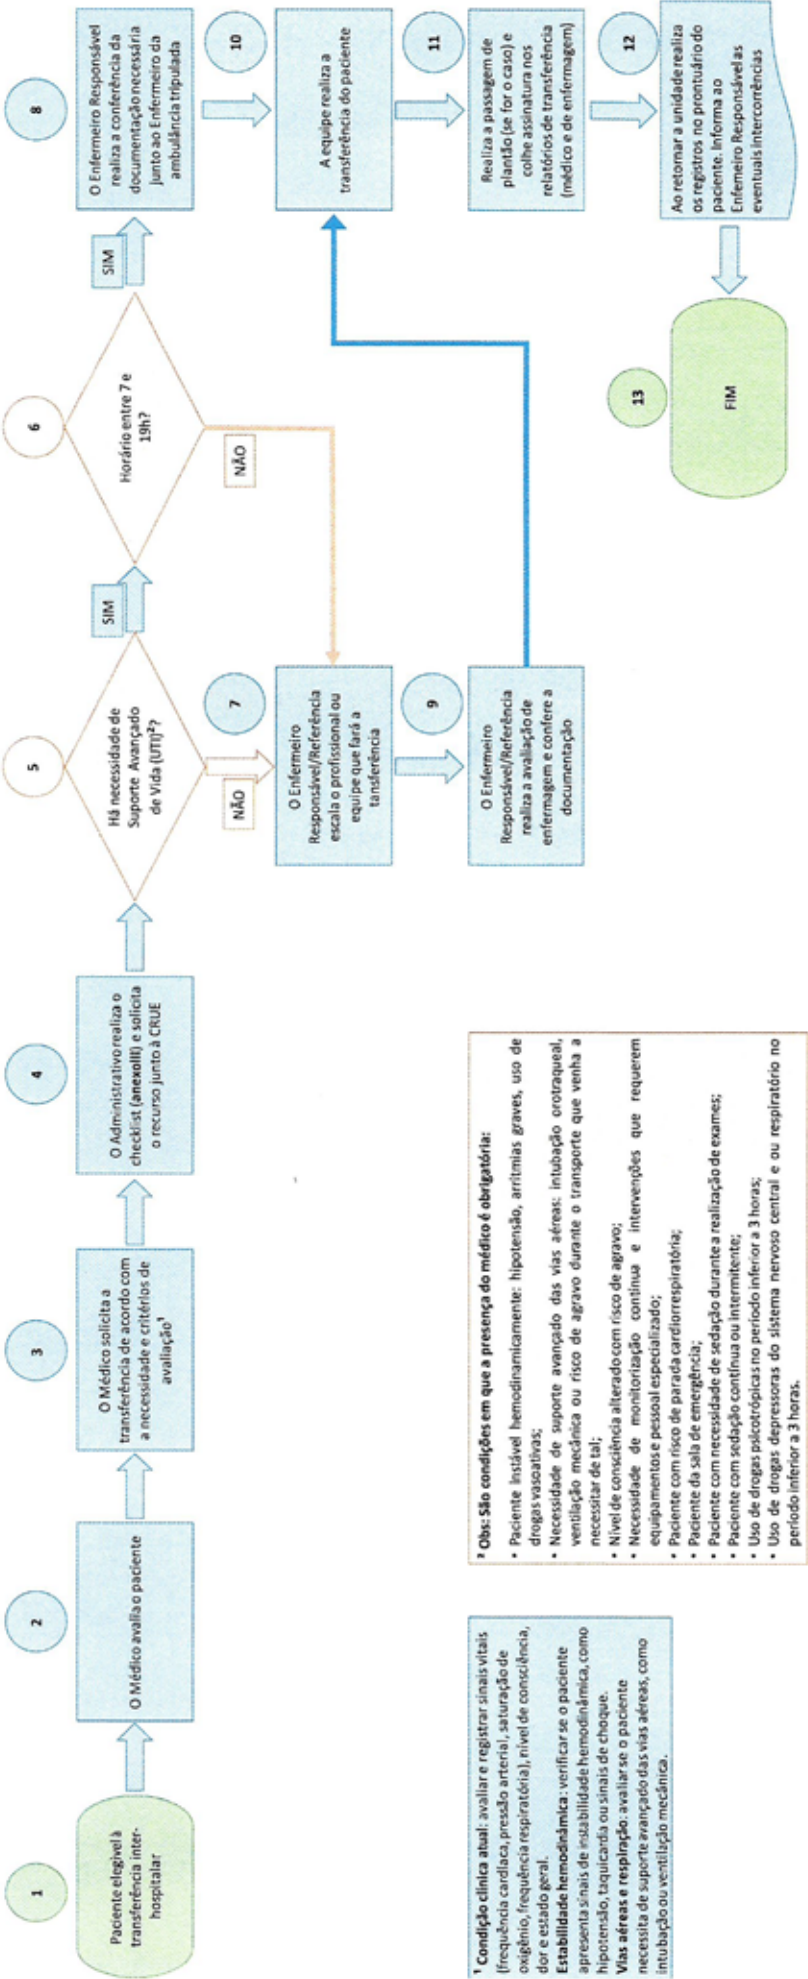 1
Paciente elegível à
transferência inter-
hospitalar
2
O Médico avalia o paciente
3
O Médico solicita a
transferência de acordo com
a necessidade e critérios de
avaliação¹
4
O Administrativo realiza o
checklist (anexoIII) e solicita
o recurso junto à CRUE
5
Há necessidade de
Suporte Avançado
de Vida (UTI)²?
SIM
NÃO
6
Horário entre 7 e
19h?
SIM
NÃO
8
O Enfermeiro Responsável
realiza a conferência da
documentação necessária
junto ao Enfermeiro da
ambulância tripulada
7
O Enfermeiro
Responsável/Referência
escala o profissional ou
equipe que fará a
tansferência
10
A equipe realiza a
transferência do paciente
9
O Enfermeiro
Responsável/Referência
realiza a avaliação de
enfermagem e confere a
documentação
11
Realiza a passagem de
plantão (se for o caso) e
colhe assinatura nos
relatórios de transferência
(médico e de enfermagem)
12
Ao retornar a unidade realiza
os registros no prontuário do
paciente. Informa ao
Enfemeiro Responsável as
eventuais intercorrências
13
FIM
¹ Condição clínica atual: avaliar e registrar sinais vitais
(frequência cardíaca, pressão arterial, saturação de
oxigênio, frequência respiratória), nível de consciência,
dor e estado geral.
Estabilidade hemodinâmica: verificar se o paciente
apresenta sinais de instabilidade hemodinâmica, como
hipotensão, taquicardia ou sinais de choque.
Vias aéreas e respiração: avaliar se o paciente
necessita de suporte avançado das vias aéreas, como
intubação ou ventilação mecânica.
² Obs: São condições em que a presença do médico é obrigatória:
• Paciente instável hemodinamicamente: hipotensão, arritmias graves, uso de
drogas vasoativas;
• Necessidade de suporte avançado das vias aéreas: intubação orotraqueal,
ventilação mecânica ou risco de agravo durante o transporte que venha a
necessitar de tal;
• Nível de consciência alterado com risco de agravo;
• Necessidade de monitorização contínua e intervenções que requerem
equipamentos e pessoal especializado;
• Paciente com risco de parada cardiorrespiratória;
• Paciente da sala de emergência;
• Paciente com necessidade de sedação durante a realização de exames;
• Paciente com sedação contínua ou intermitente;
• Uso de drogas psicotrópicas no período inferior a 3 horas;
• Uso de drogas depressoras do sistema nervoso central e ou respiratório no
período inferior a 3 horas.